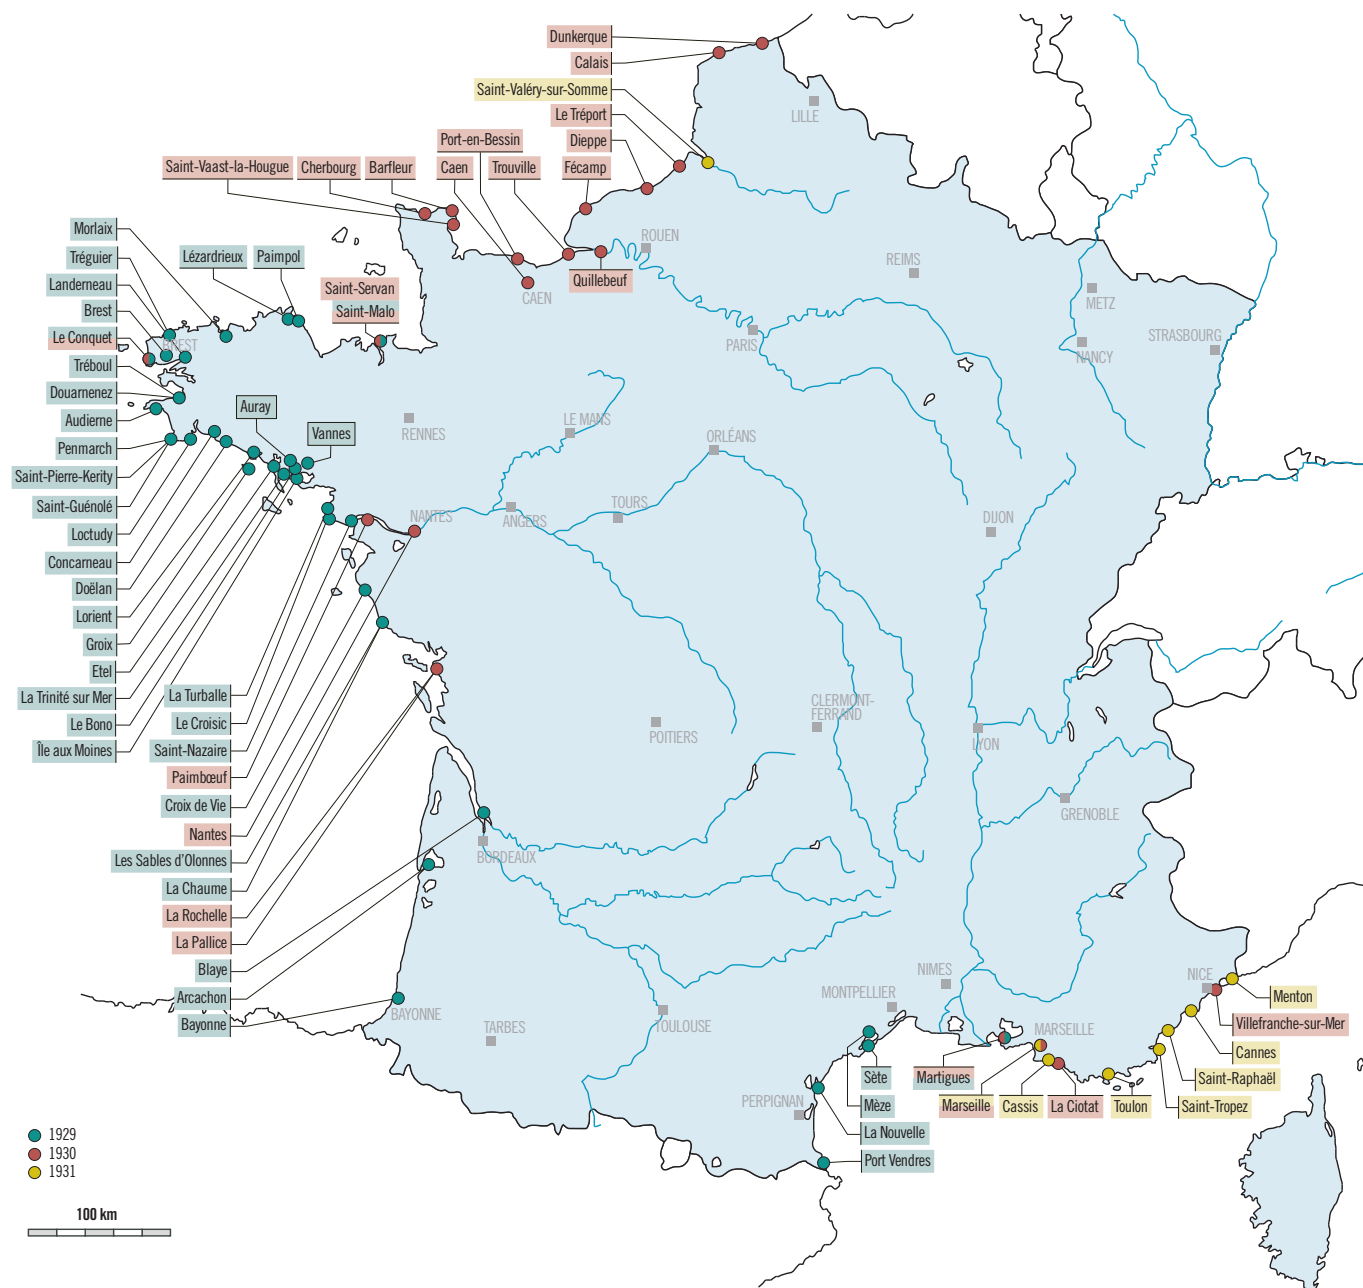 Dunkerque
Calais
Saint-Valéry-sur-Somme
Le Tréport
Port-en-Bessin
Dieppe
Saint-Vaast-la-Hougue
Cherbourg
Barfleur
Caen
Trouville
Fécamp
LILLE
Morlaix
Tréguier
Lézardrieux
Paimpol
Landerneau
Saint-Servan
Saint-Malo
Quillebeuf
ROUEN
REIMS
METZ
CAEN
Brest
Le Conquet
BREST
PARIS
NANCY
STRASBOURG
Tréboul
Douarnenez
Audierne
Auray
Vannes
RENNES
LE MANS
ORLÉANS
Penmarch
Saint-Pierre-Kerity
Saint-Guénolé
Loctudy
Concarneau
Doëlan
Lorient
Groix
Etel
La Trinité sur Mer
Le Bono
Île aux Moines
NANTES
ANGERS
TOURS
DIJON
La Turballe
Le Croisic
Saint-Nazaire
Paimbœuf
Croix de Vie
Nantes
Les Sables d'Olonnes
La Chaume
La Rochelle
La Pallice
Blaye
Arcachon
Bayonne
POITIERS
CLERMONT-
FERRAND
LYON
GRENOBLE
BORDEAUX
BAYONNE
TARBES
TOULOUSE
MONTPELLIER
NIMES
MARSEILLE
NICE
PERPIGNAN
Menton
Villefranche-sur-Mer
Cannes
Saint-Raphaël
Saint-Tropez
Toulon
La Ciotat
Cassis
Marseille
Martigues
Sète
Mèze
La Nouvelle
Port Vendres
1929
1930
1931
100 km